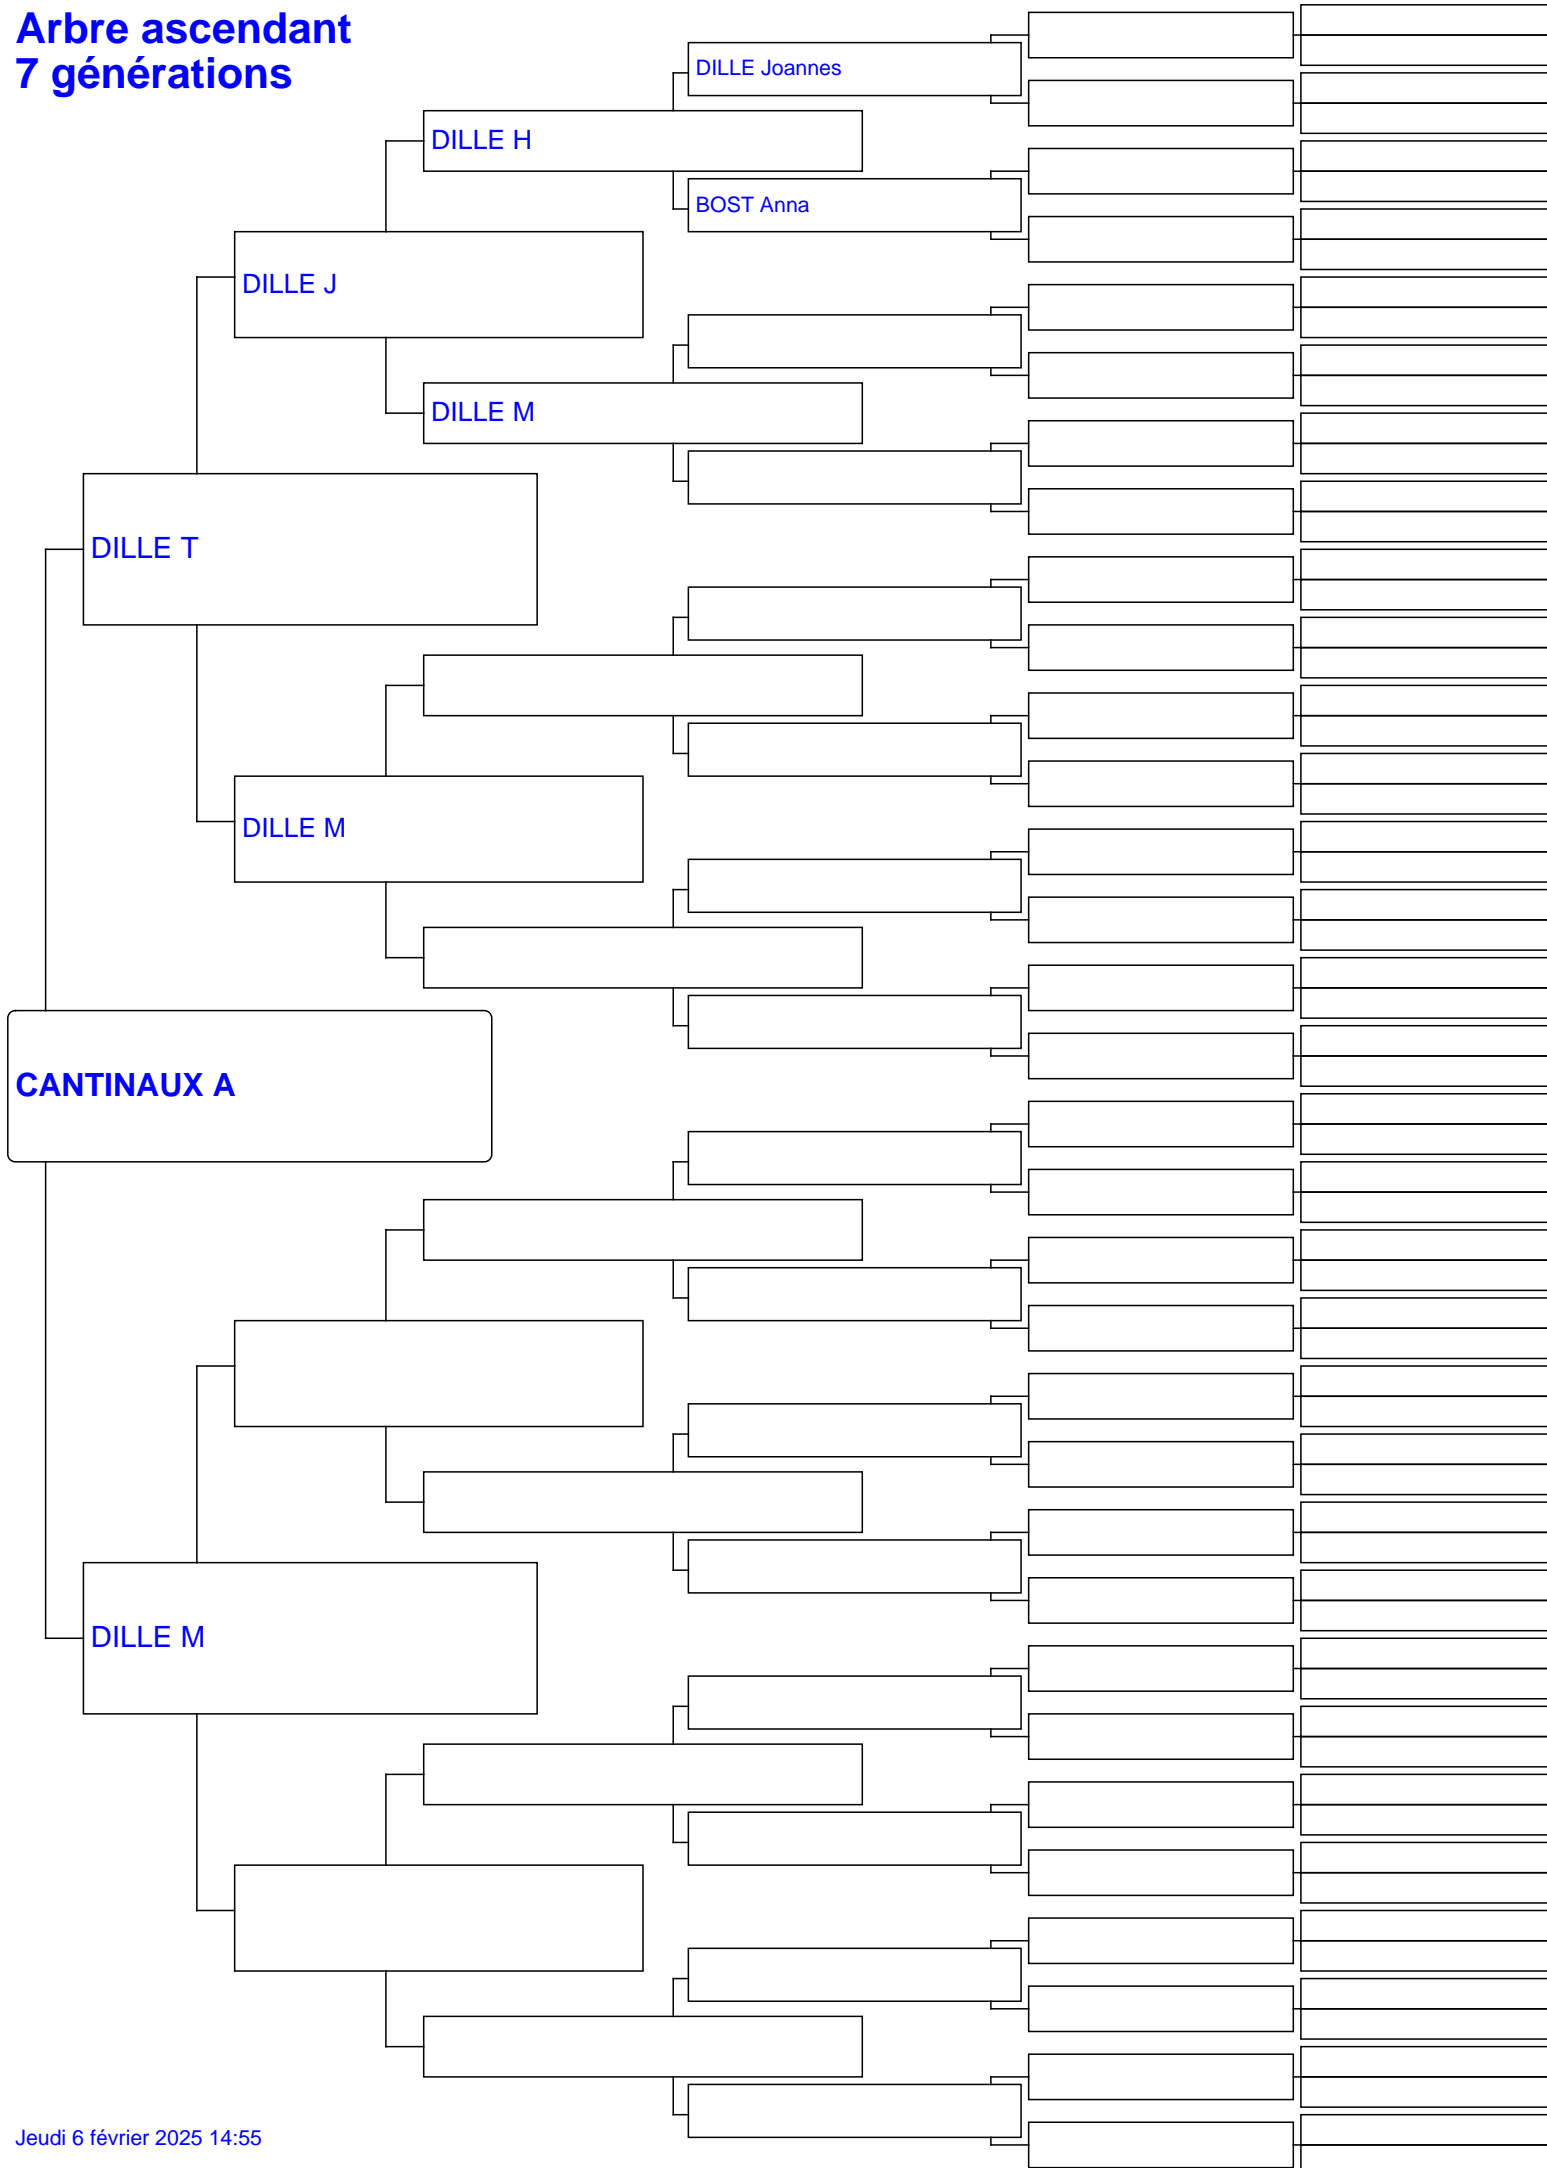 Arbre ascendant
7 générations
DILLE Joannes
DILLE H
BOST Anna
DILLE J
DILLE M
DILLE T
DILLE M
CANTINAUX A
DILLE M
Jeudi 6 février 2025 14:55